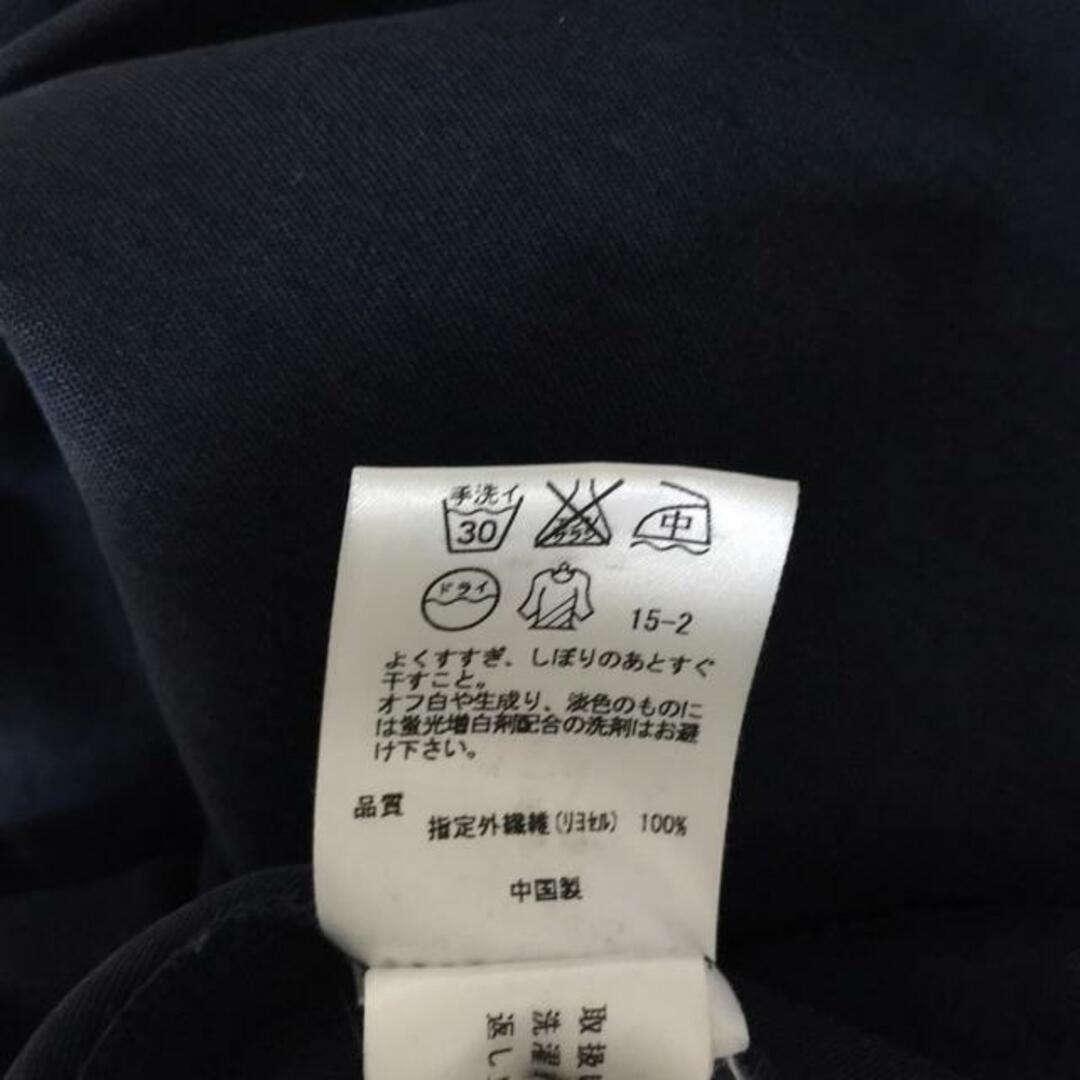 手洗イ
30
中
ドライ
15-2
よくすすぎ、しぼりのあとすぐ
干すこと。
オフ白や生成り、淡色のものに
は蛍光増白剤配合の洗剤はお避
け下さい。
品質
指定外繊維(リヨセル) 100%
中国製
取扱
洗濯
返し